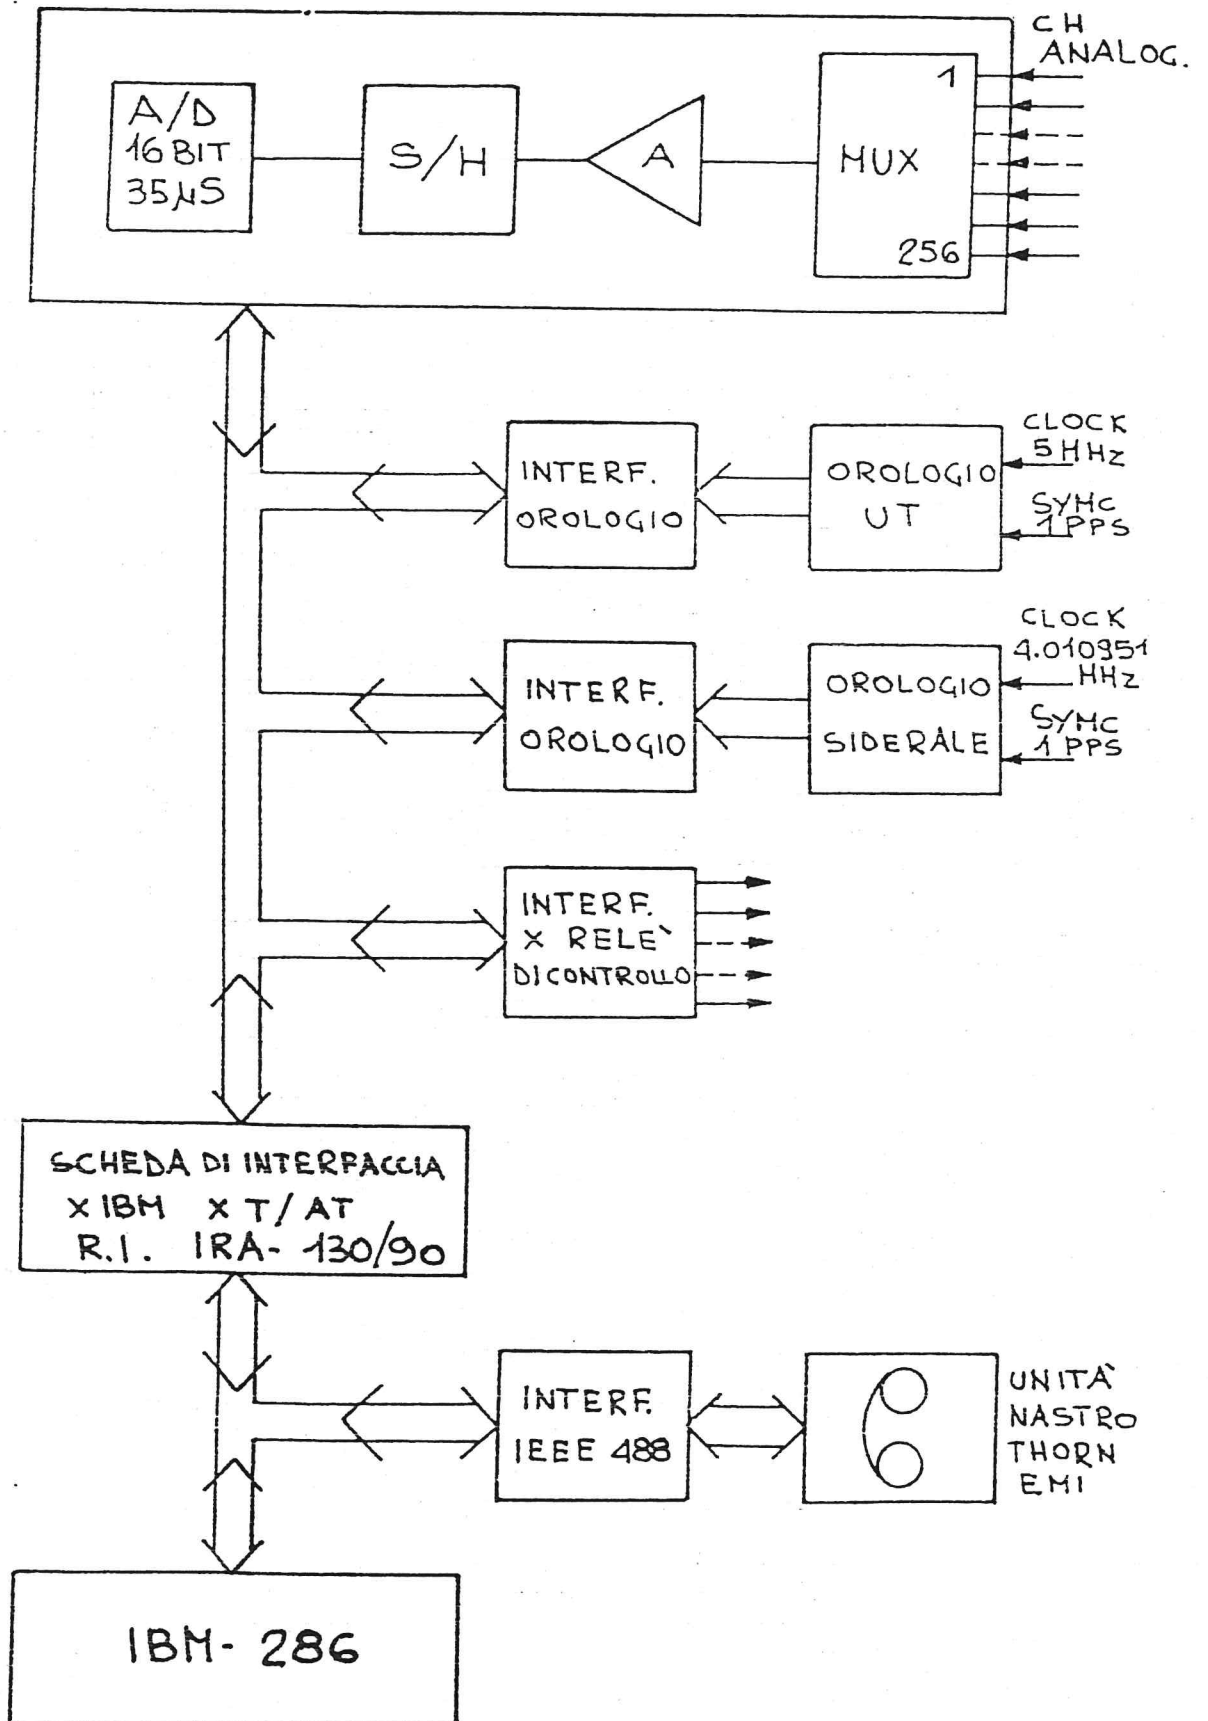 CH
ANALOG.
A/D
16 BIT
35µS
S/H
A
MUX
1
256
INTERF.
OROLOGIO
OROLOGIO
UT
CLOCK
5 MHz
SYNC
1 PPS
INTERF.
OROLOGIO
OROLOGIO
SIDERALE
CLOCK
4.010951
MHz
SYNC
1 PPS
INTERF.
X RELE`
DI CONTROLLO
SCHEDA DI INTERFACCIA
X IBM X T/AT
R.I. IRA- 130/90
INTERF.
IEEE 488
UNITA`
NASTRO
THORN
EMI
IBM- 286